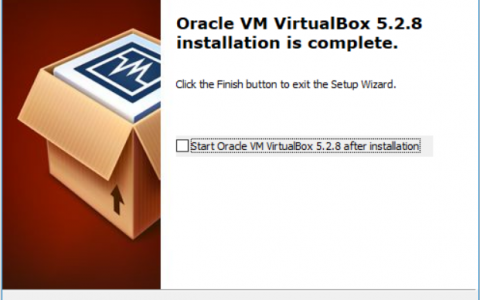 Oracle VM VirtualBox 5.2.8
installation is complete.
Click the Finish button to exit the Setup Wizard.
Start Oracle VM VirtualBox 5.2.8 after installation